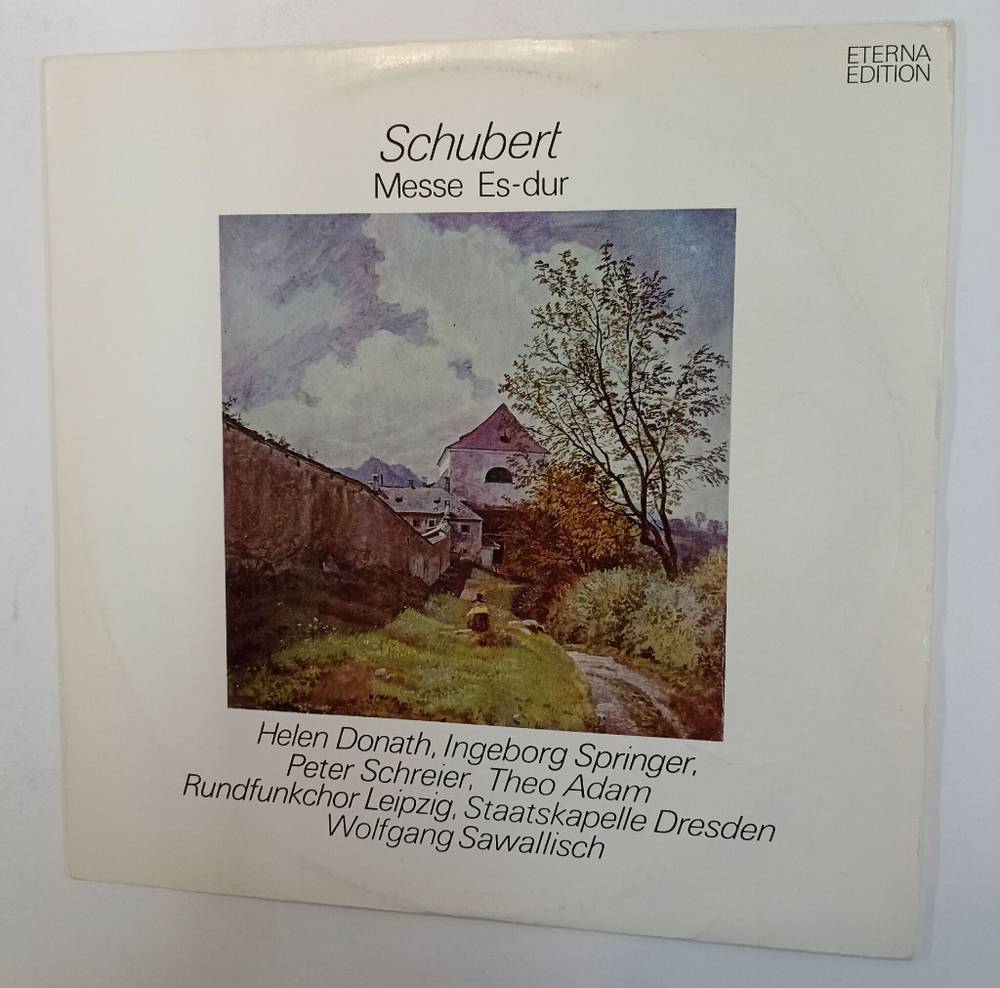 ETERNA
EDITION
Schubert
Messe Es-dur
Helen Donath, Ingeborg Springer,
Peter Schreier, Theo Adam
Rundfunkchor Leipzig, Staatskapelle Dresden
Wolfgang Sawallisch